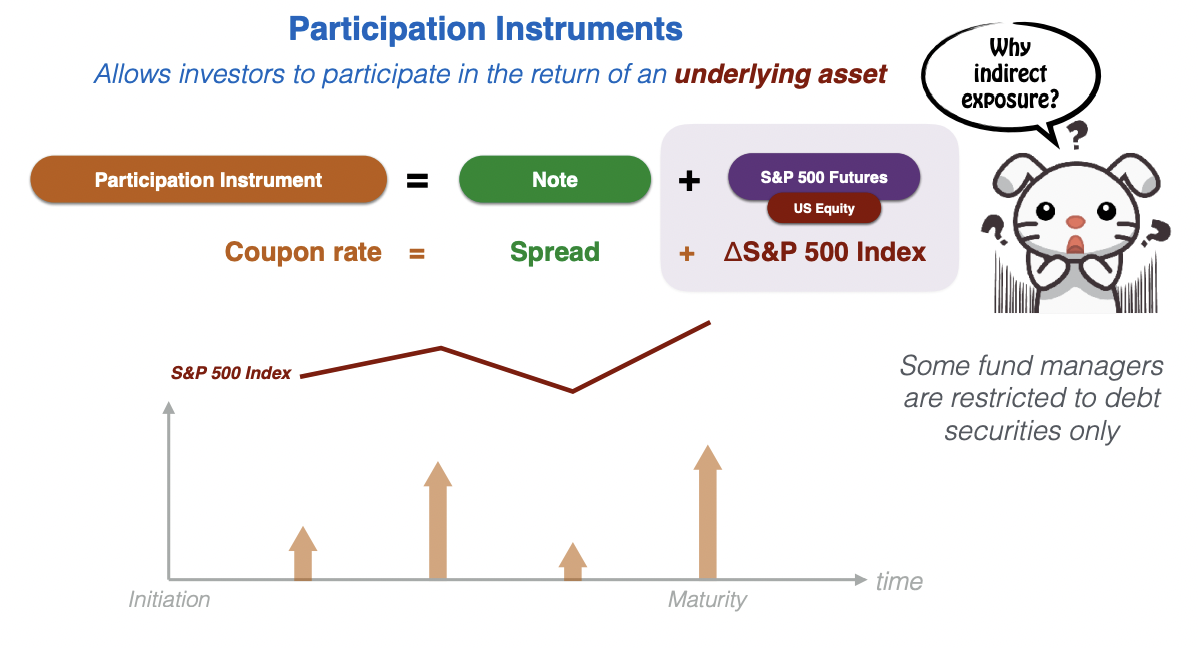 Participation Instruments
Allows investors to participate in the return of an underlying asset
Why
indirect
exposure?
?
Participation Instrument = Note + S&P 500 Futures
US Equity
? ?
Coupon rate = Spread + ΔS&P 500 Index
S&P 500 Index
Some fund managers
are restricted to debt
securities only
time
Initiation
Maturity